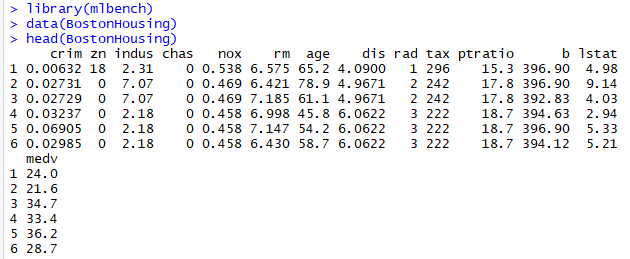 > library(mlbench)
> data(BostonHousing)
> head(BostonHousing)
     crim zn indus chas   nox    rm  age    dis rad tax ptratio      b lstat
1 0.00632 18  2.31    0 0.538 6.575 65.2 4.0900   1 296    15.3 396.90  4.98
2 0.02731  0  7.07    0 0.469 6.421 78.9 4.9671   2 242    17.8 396.90  9.14
3 0.02729  0  7.07    0 0.469 7.185 61.1 4.9671   2 242    17.8 392.83  4.03
4 0.03237  0  2.18    0 0.458 6.998 45.8 6.0622   3 222    18.7 394.63  2.94
5 0.06905  0  2.18    0 0.458 7.147 54.2 6.0622   3 222    18.7 396.90  5.33
6 0.02985  0  2.18    0 0.458 6.430 58.7 6.0622   3 222    18.7 394.12  5.21
  medv
1 24.0
2 21.6
3 34.7
4 33.4
5 36.2
6 28.7